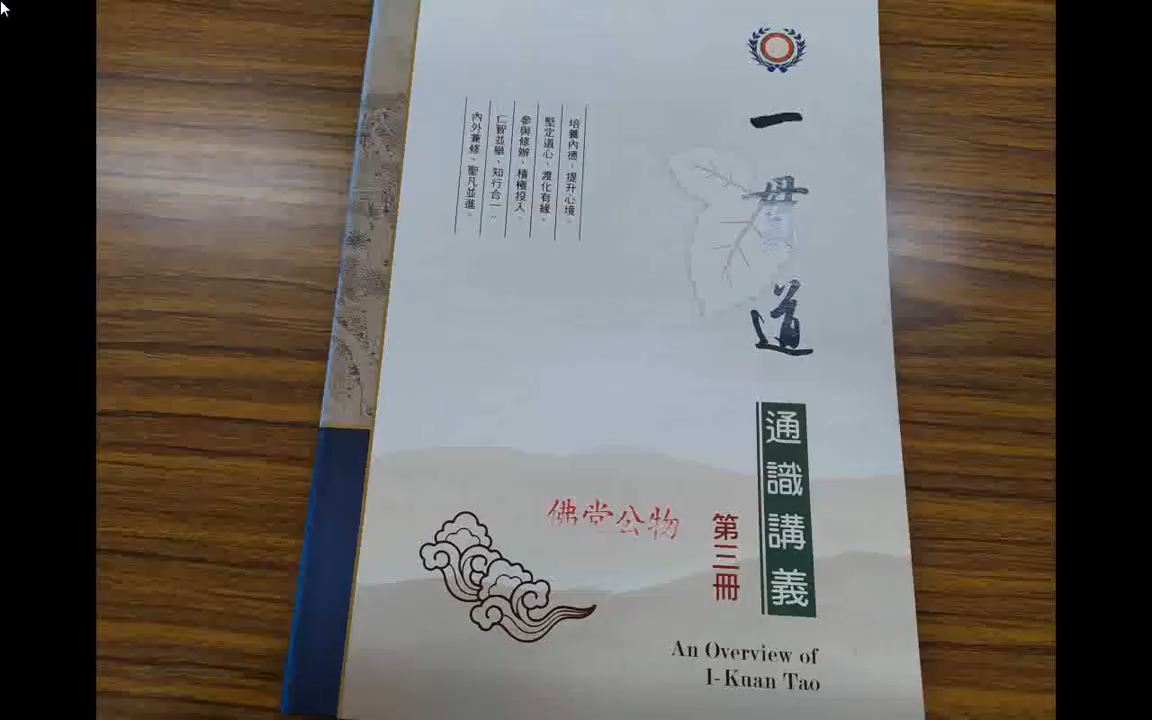 一貫道
通識講義
第三冊
培養內德，提升心境。
堅定道心，渡化有緣。
參與修辦，積極投入。
仁智並舉，知行合一。
內外兼修，聖凡並進。
佛堂公物
An Overview of
I-Kuan Tao